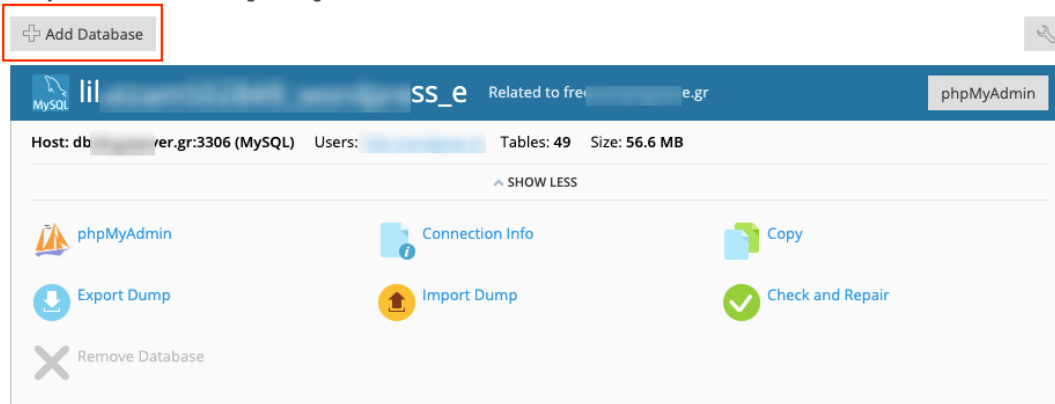 Add Database
MySQL lil ss_e Related to fre e.gr phpMyAdmin
Host: db ver.gr:3306 (MySQL) Users: Tables: 49 Size: 56.6 MB
SHOW LESS
phpMyAdmin Connection Info Copy
Export Dump Import Dump Check and Repair
Remove Database